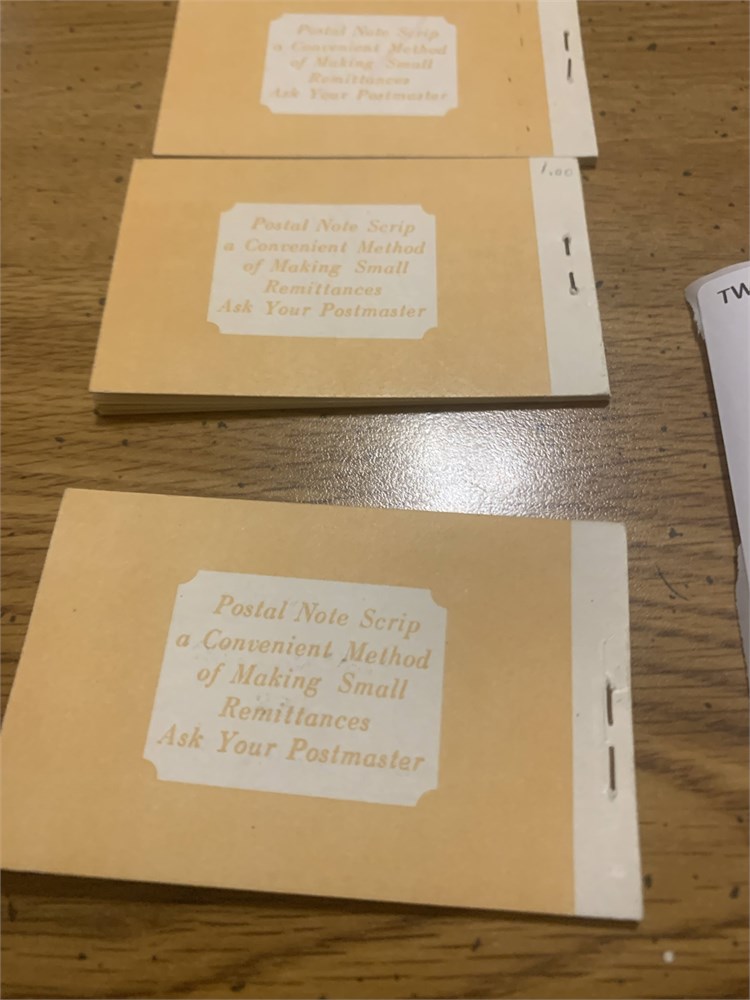 Postal Note Scrip
a Convenient Method
of Making Small
Remittances
Ask Your Postmaster
1.00
Postal Note Scrip
a Convenient Method
of Making Small
Remittances
Ask Your Postmaster
TW
Postal Note Scrip
a Convenient Method
of Making Small
Remittances
Ask Your Postmaster